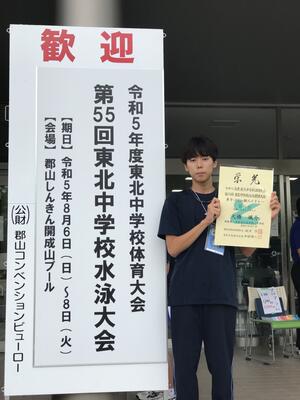 歓迎
令和5年度東北中学校体育大会
第55回東北中学校水泳大会
【期日】令和5年8月6日(日)〜8日(火)
【会場】郡山しんきん開成山プール
(公財)郡山コンベンションビューロー
栄光